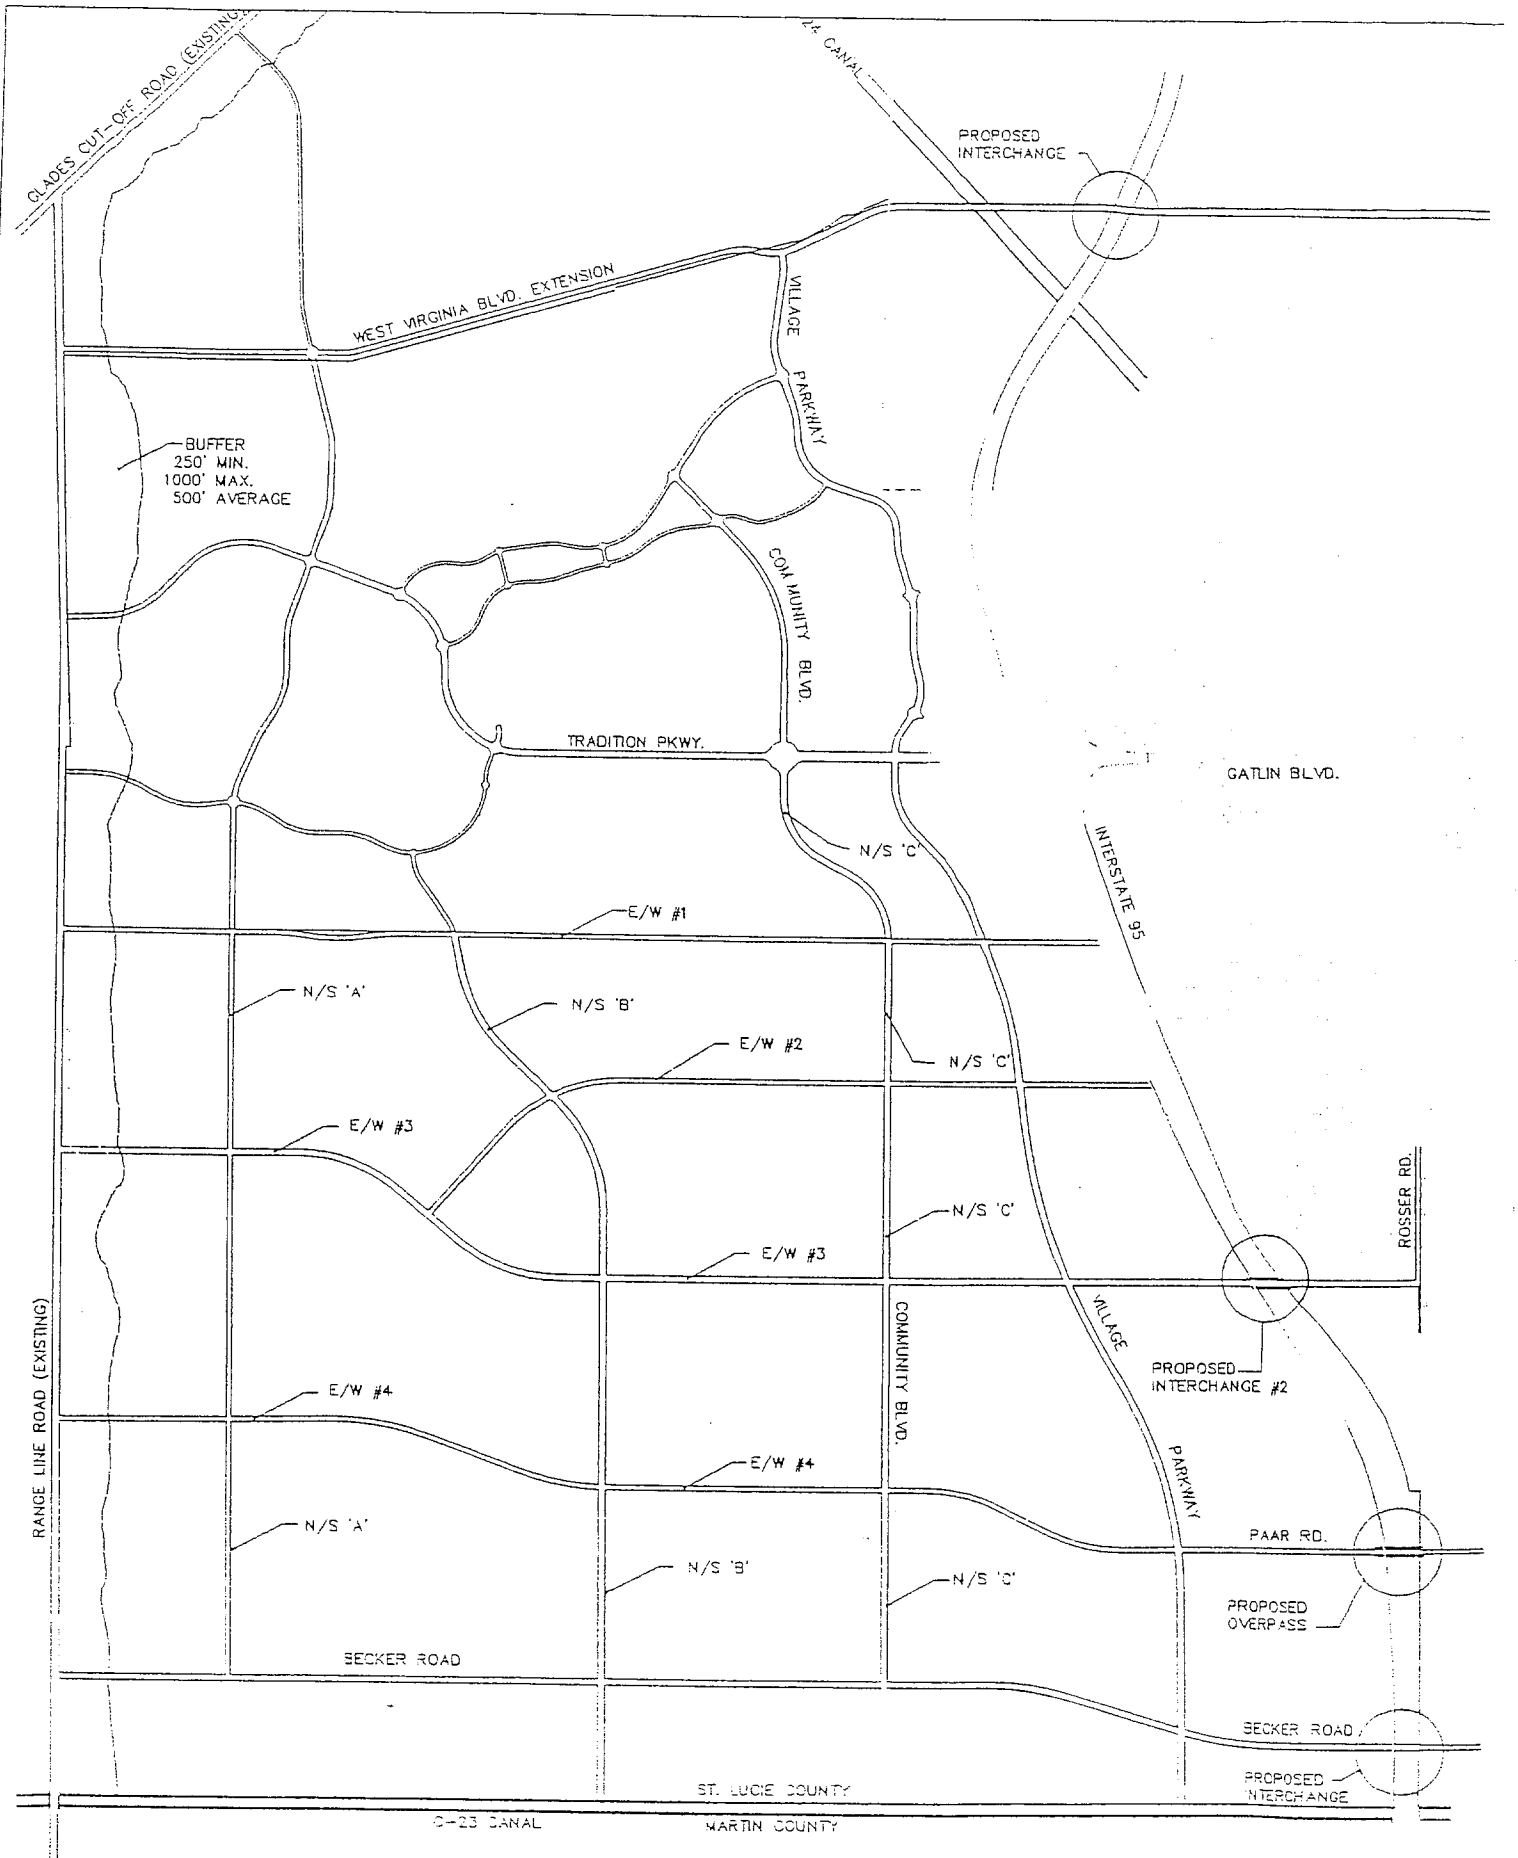 GLADES CUT-OFF ROAD (EXISTING)
24 CANAL
PROPOSED
INTERCHANGE
WEST VIRGINIA BLVD. EXTENSION
VILLAGE
PARKWAY
BUFFER
250' MIN.
1000' MAX.
500' AVERAGE
COMMUNITY BLVD.
TRADITION PKWY.
GATLIN BLVD.
N/S 'C'
INTERSTATE 95
E/W #1
N/S 'A'
N/S 'B'
E/W #2
N/S 'C'
E/W #3
ROSSER RD.
N/S 'C'
E/W #3
RANGE LINE ROAD (EXISTING)
COMMUNITY BLVD.
VILLAGE
PARKWAY
PROPOSED
INTERCHANGE #2
E/W #4
E/W #4
N/S 'A'
PAAR RD.
N/S 'B'
N/S 'C'
PROPOSED
OVERPASS
BECKER ROAD
BECKER ROAD
PROPOSED
INTERCHANGE
ST. LUCIE COUNTY
C-23 CANAL
MARTIN COUNTY